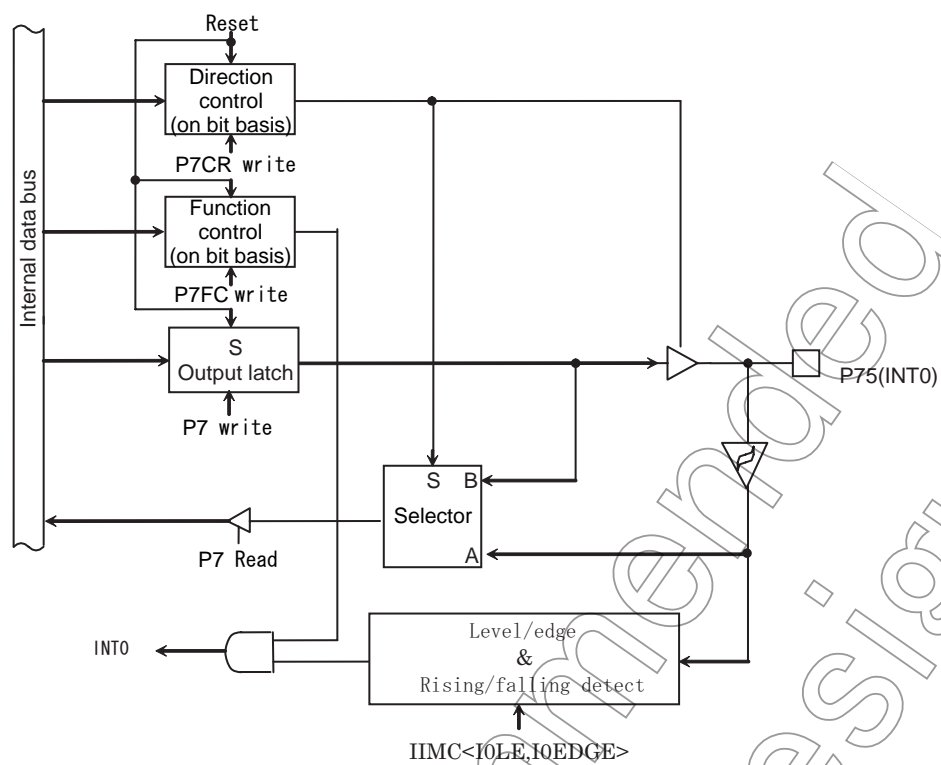 Reset
Direction
control
(on bit basis)
P7CR write
Function
control
(on bit basis)
P7FC write
Internal data bus
S
Output latch
P7 write
P75(INT0)
S B
Selector
A
P7 Read
INT0
Level/edge
&
Rising/falling detect
IIMC<I0LE,I0EDGE>